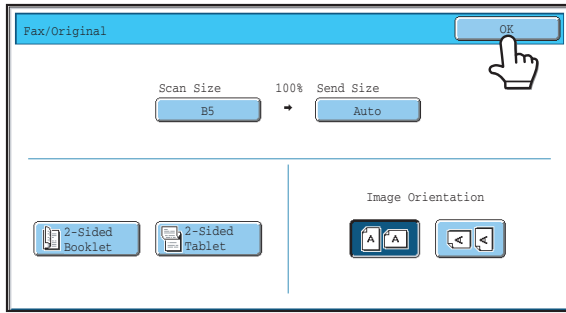 Fax/Original
OK
Scan Size 100% Send Size
B5 Auto
Image Orientation
2-Sided
Booklet
2-Sided
Tablet
A A A A